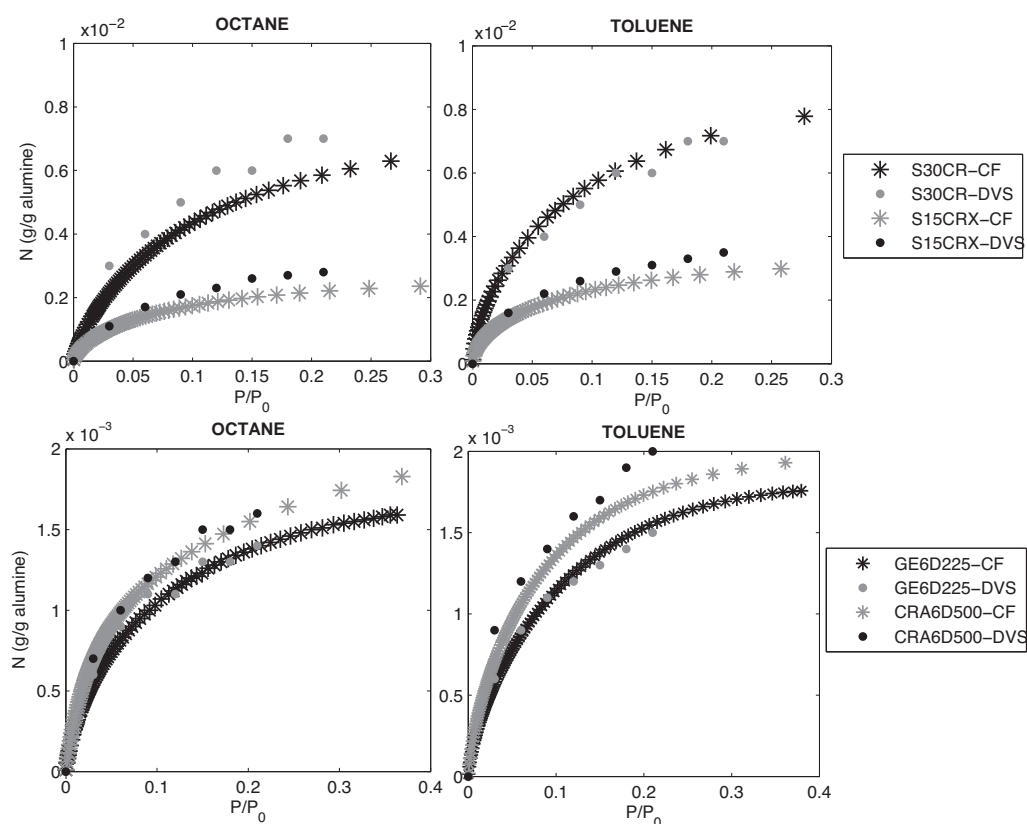 OCTANE
x10⁻²
N (g/g alumine)
1
0.8
0.6
0.4
0.2
0
0 0.05 0.1 0.15 0.2 0.25 0.3
P/P₀
TOLUENE
x 10⁻²
1
0.8
0.6
0.4
0.2
0
0 0.05 0.1 0.15 0.2 0.25 0.3
P/P₀
S30CR−CF
S30CR−DVS
S15CRX−CF
S15CRX−DVS
OCTANE
x 10⁻³
N (g/g alumine)
2
1.5
1
0.5
0
0 0.1 0.2 0.3 0.4
P/P₀
TOLUENE
x 10⁻³
2
1.5
1
0.5
0
0 0.1 0.2 0.3 0.4
P/P₀
GE6D225−CF
GE6D225−DVS
CRA6D500−CF
CRA6D500−DVS